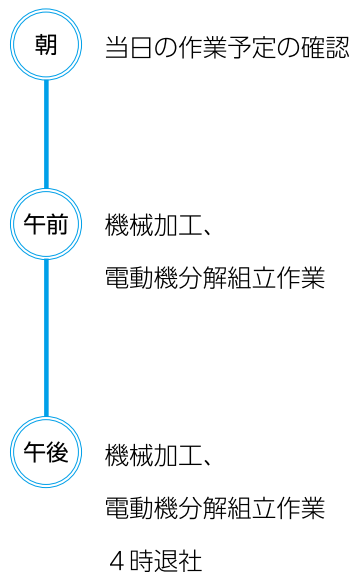 朝
当日の作業予定の確認
午前
機械加工、
電動機分解組立作業
午後
機械加工、
電動機分解組立作業
４時退社